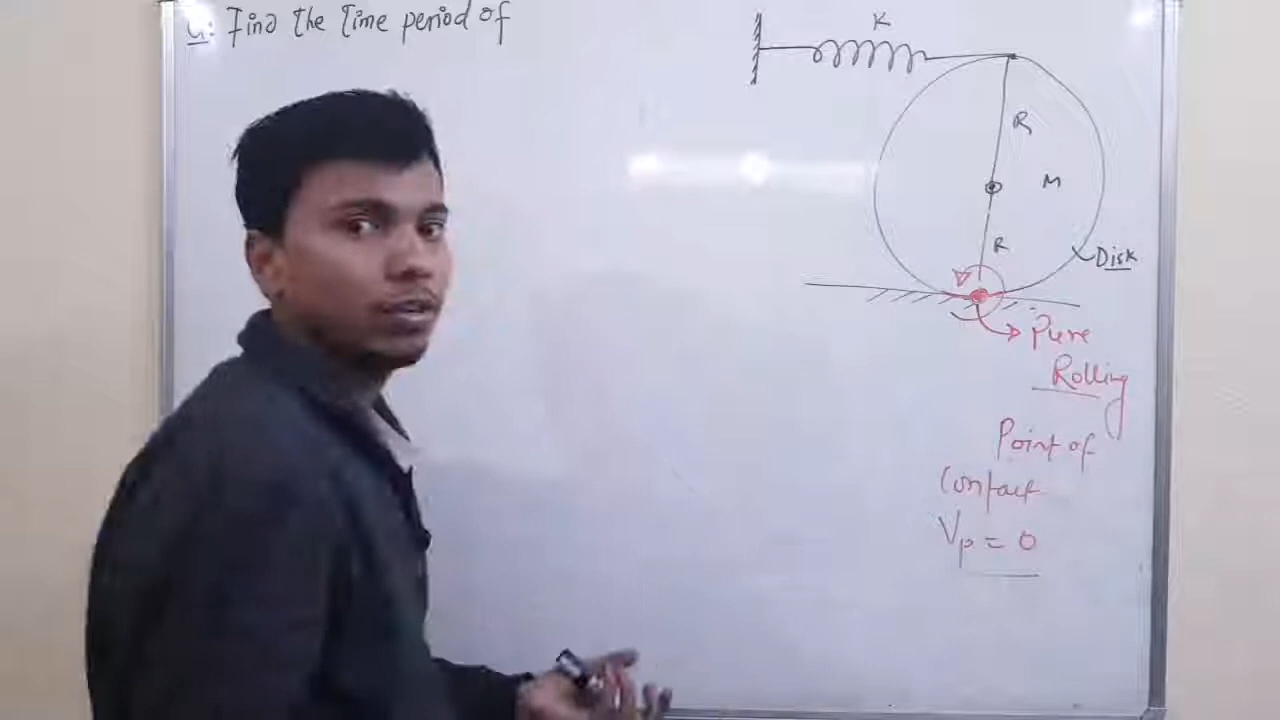 Q: Find the Time period of
K
R
M
R
Disk
Pure
Rolling
Point of
Contact
Vp = 0